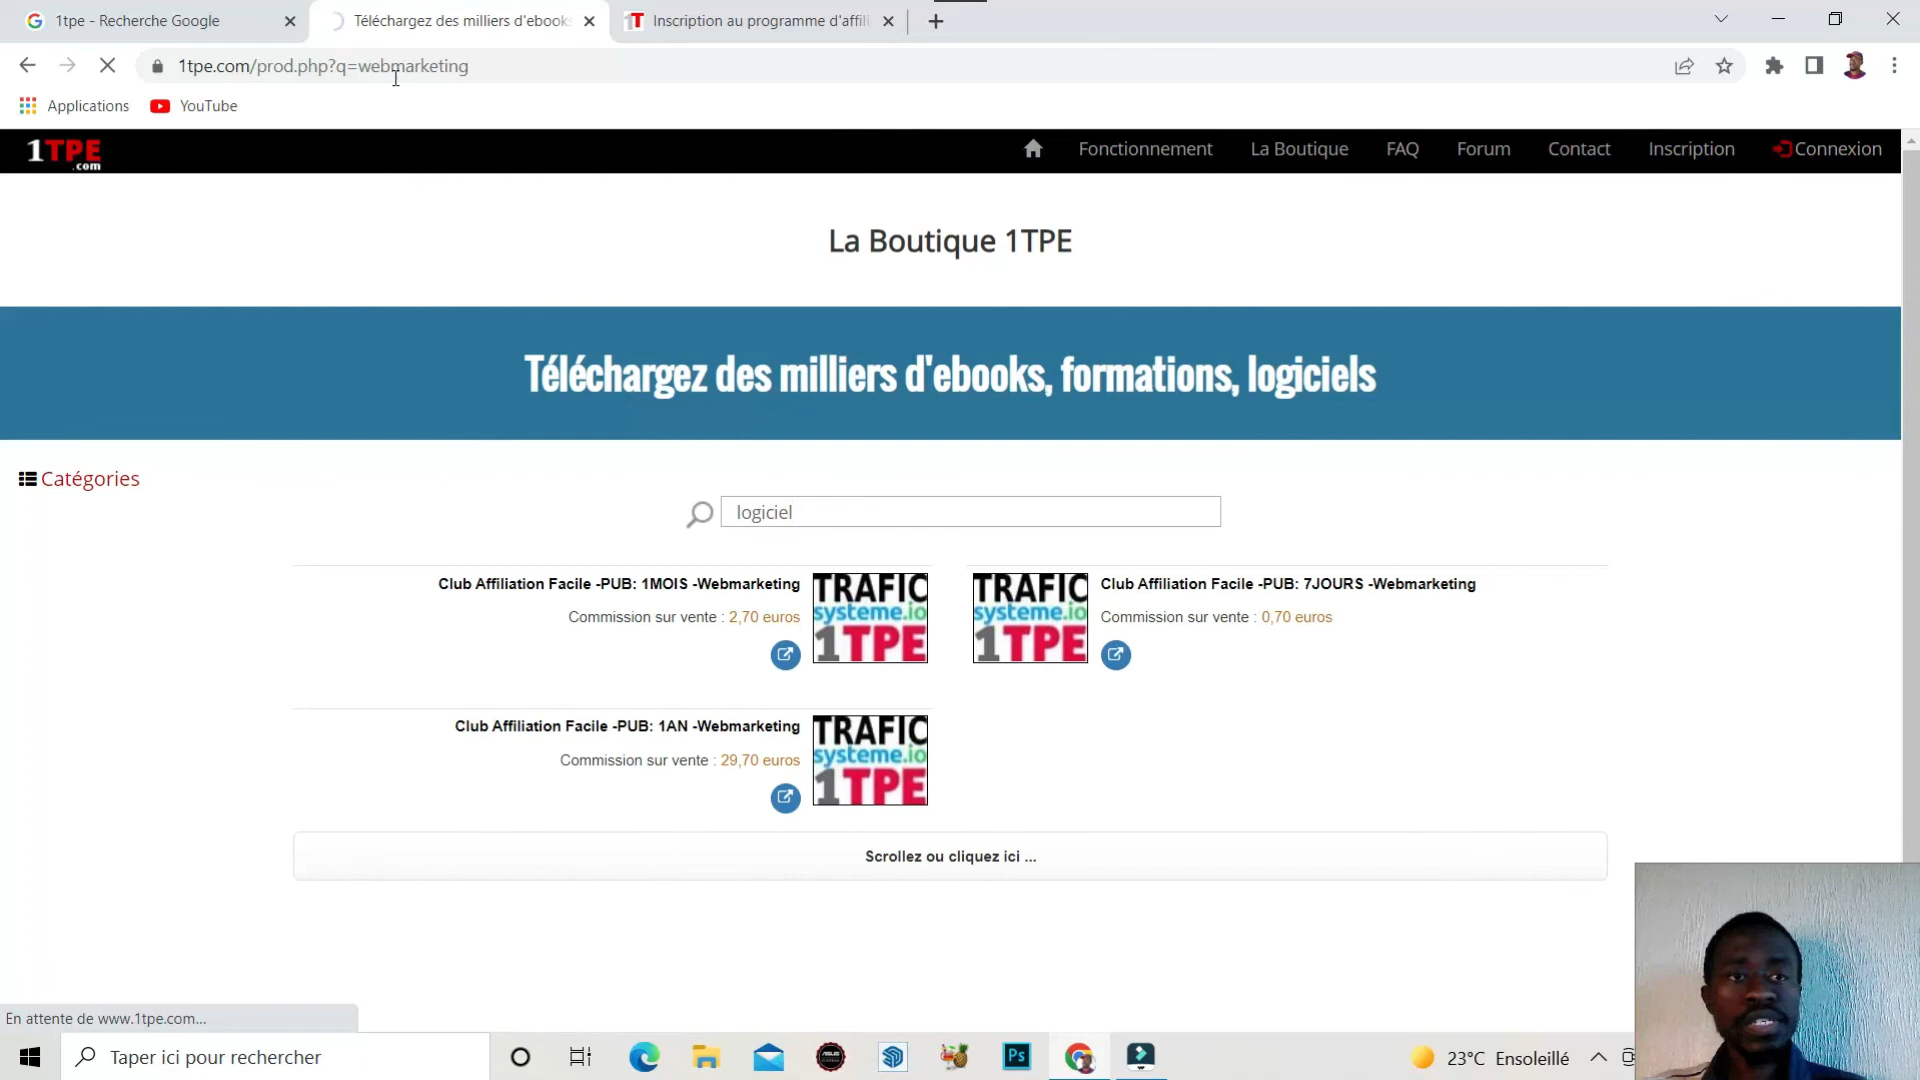 1tpe - Recherche Google
Téléchargez des milliers d'ebooks
Inscription au programme d'affili
1tpe.com/prod.php?q=webmarketing
Applications
YouTube
1TPE
.com
Fonctionnement
La Boutique
FAQ
Forum
Contact
Inscription
Connexion
La Boutique 1TPE
Téléchargez des milliers d'ebooks, formations, logiciels
Catégories
logiciel
Club Affiliation Facile -PUB: 1MOIS -Webmarketing
Commission sur vente : 2,70 euros
TRAFIC
systeme.io
1TPE
TRAFIC
systeme.io
1TPE
Club Affiliation Facile -PUB: 7JOURS -Webmarketing
Commission sur vente : 0,70 euros
Club Affiliation Facile -PUB: 1AN -Webmarketing
Commission sur vente : 29,70 euros
TRAFIC
systeme.io
1TPE
Scrollez ou cliquez ici ...
En attente de www.1tpe.com...
Taper ici pour rechercher
Ps
23°C Ensoleillé